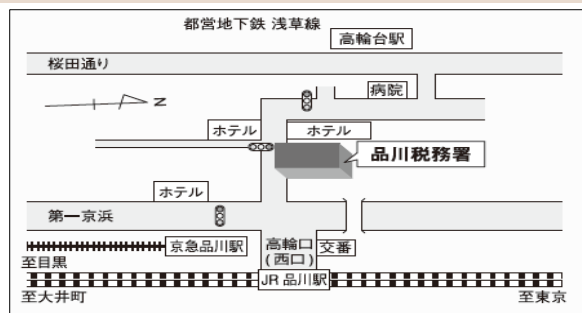 都営地下鉄 浅草線
高輪台駅
桜田通り
病院
N
ホテル
ホテル
品川税務署
ホテル
第一京浜
京急品川駅
高輪口
(西口)
交番
至目黒
JR 品川駅
至大井町
至東京